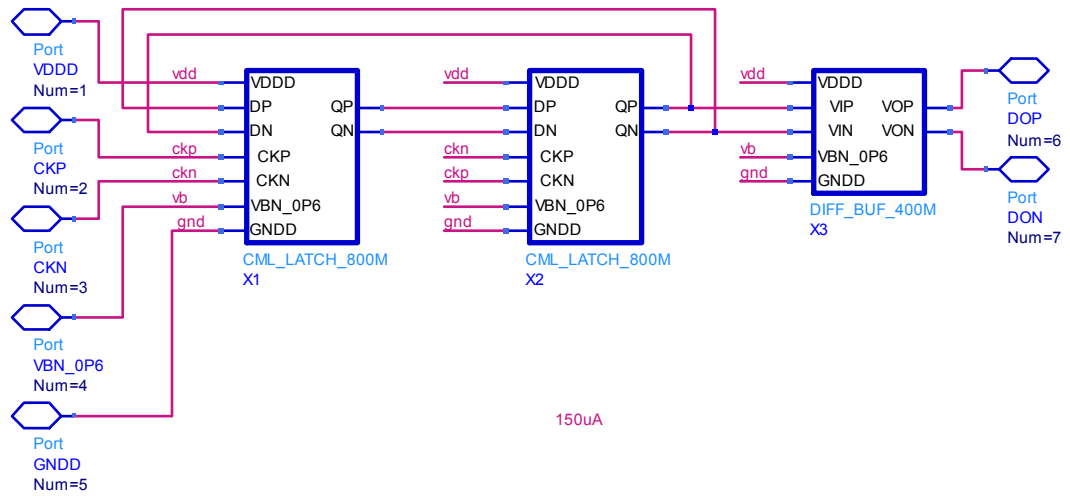 Port
VDDD
Num=1
Port
CKP
Num=2
Port
CKN
Num=3
Port
VBN_0P6
Num=4
Port
GNDD
Num=5
vdd
ckp
ckn
vb
gnd
VDDD
DP
DN
CKP
CKN
VBN_0P6
GNDD
QP
QN
CML_LATCH_800M
X1
vdd
ckn
ckp
vb
gnd
VDDD
DP
DN
CKP
CKN
VBN_0P6
GNDD
QP
QN
CML_LATCH_800M
X2
vdd
vb
gnd
VDDD
VIP
VIN
VBN_0P6
GNDD
VOP
VON
DIFF_BUF_400M
X3
Port
DOP
Num=6
Port
DON
Num=7
150uA